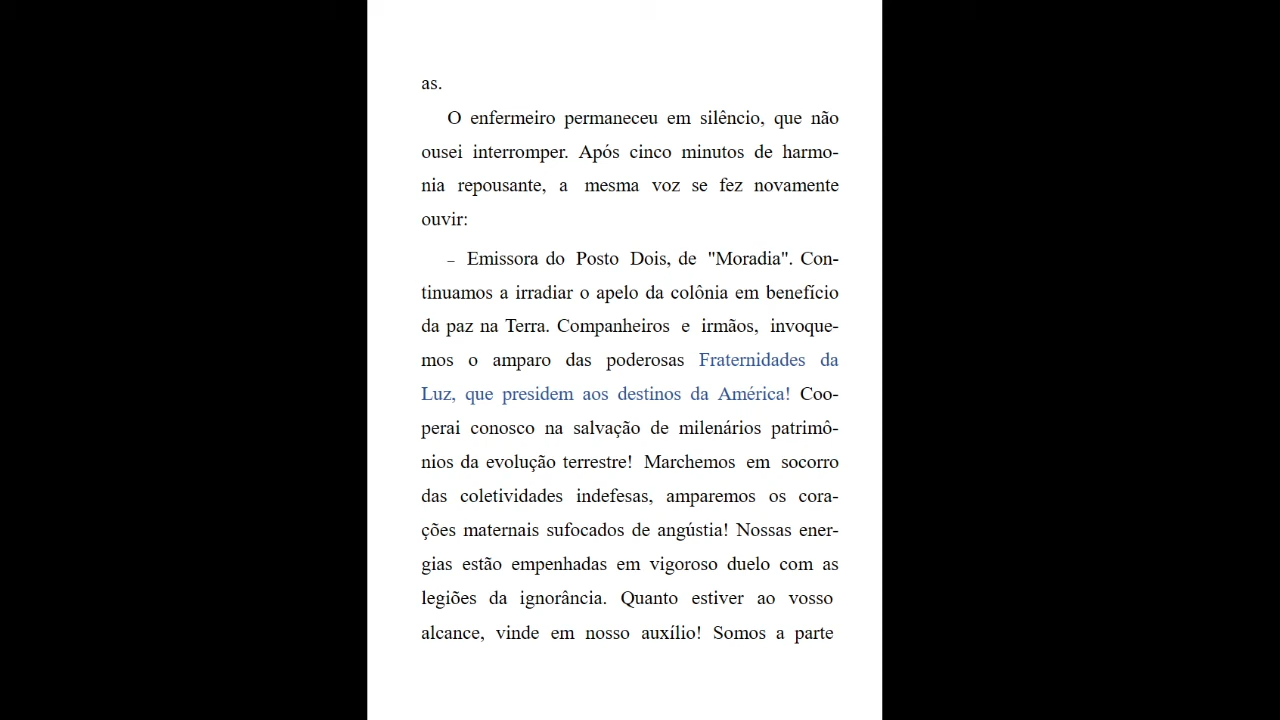 as.
O enfermeiro permaneceu em silêncio, que não
ousei interromper. Após cinco minutos de harmo-
nia repousante, a mesma voz se fez novamente
ouvir:
– Emissora do Posto Dois, de "Moradia". Con-
tinuamos a irradiar o apelo da colônia em benefício
da paz na Terra. Companheiros e irmãos, invoque-
mos o amparo das poderosas Fraternidades da
Luz, que presidem aos destinos da América! Coo-
perai conosco na salvação de milenários patrimô-
nios da evolução terrestre! Marchemos em socorro
das coletividades indefesas, amparemos os cora-
ções maternais sufocados de angústia! Nossas ener-
gias estão empenhadas em vigoroso duelo com as
legiões da ignorância. Quanto estiver ao vosso
alcance, vinde em nosso auxílio! Somos a parte